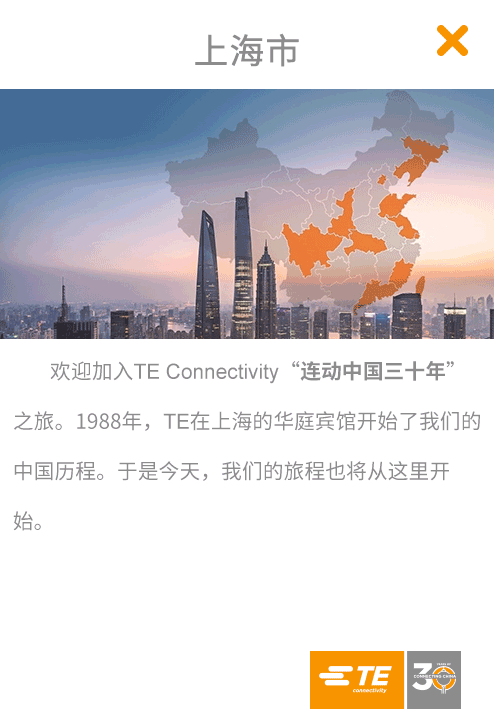 上海市
欢迎加入TE Connectivity“连动中国三十年”
之旅。1988年，TE在上海的华庭宾馆开始了我们的
中国历程。于是今天，我们的旅程也将从这里开
始。
TE
connectivity
30
YEARS OF
CONNECTING CHINA